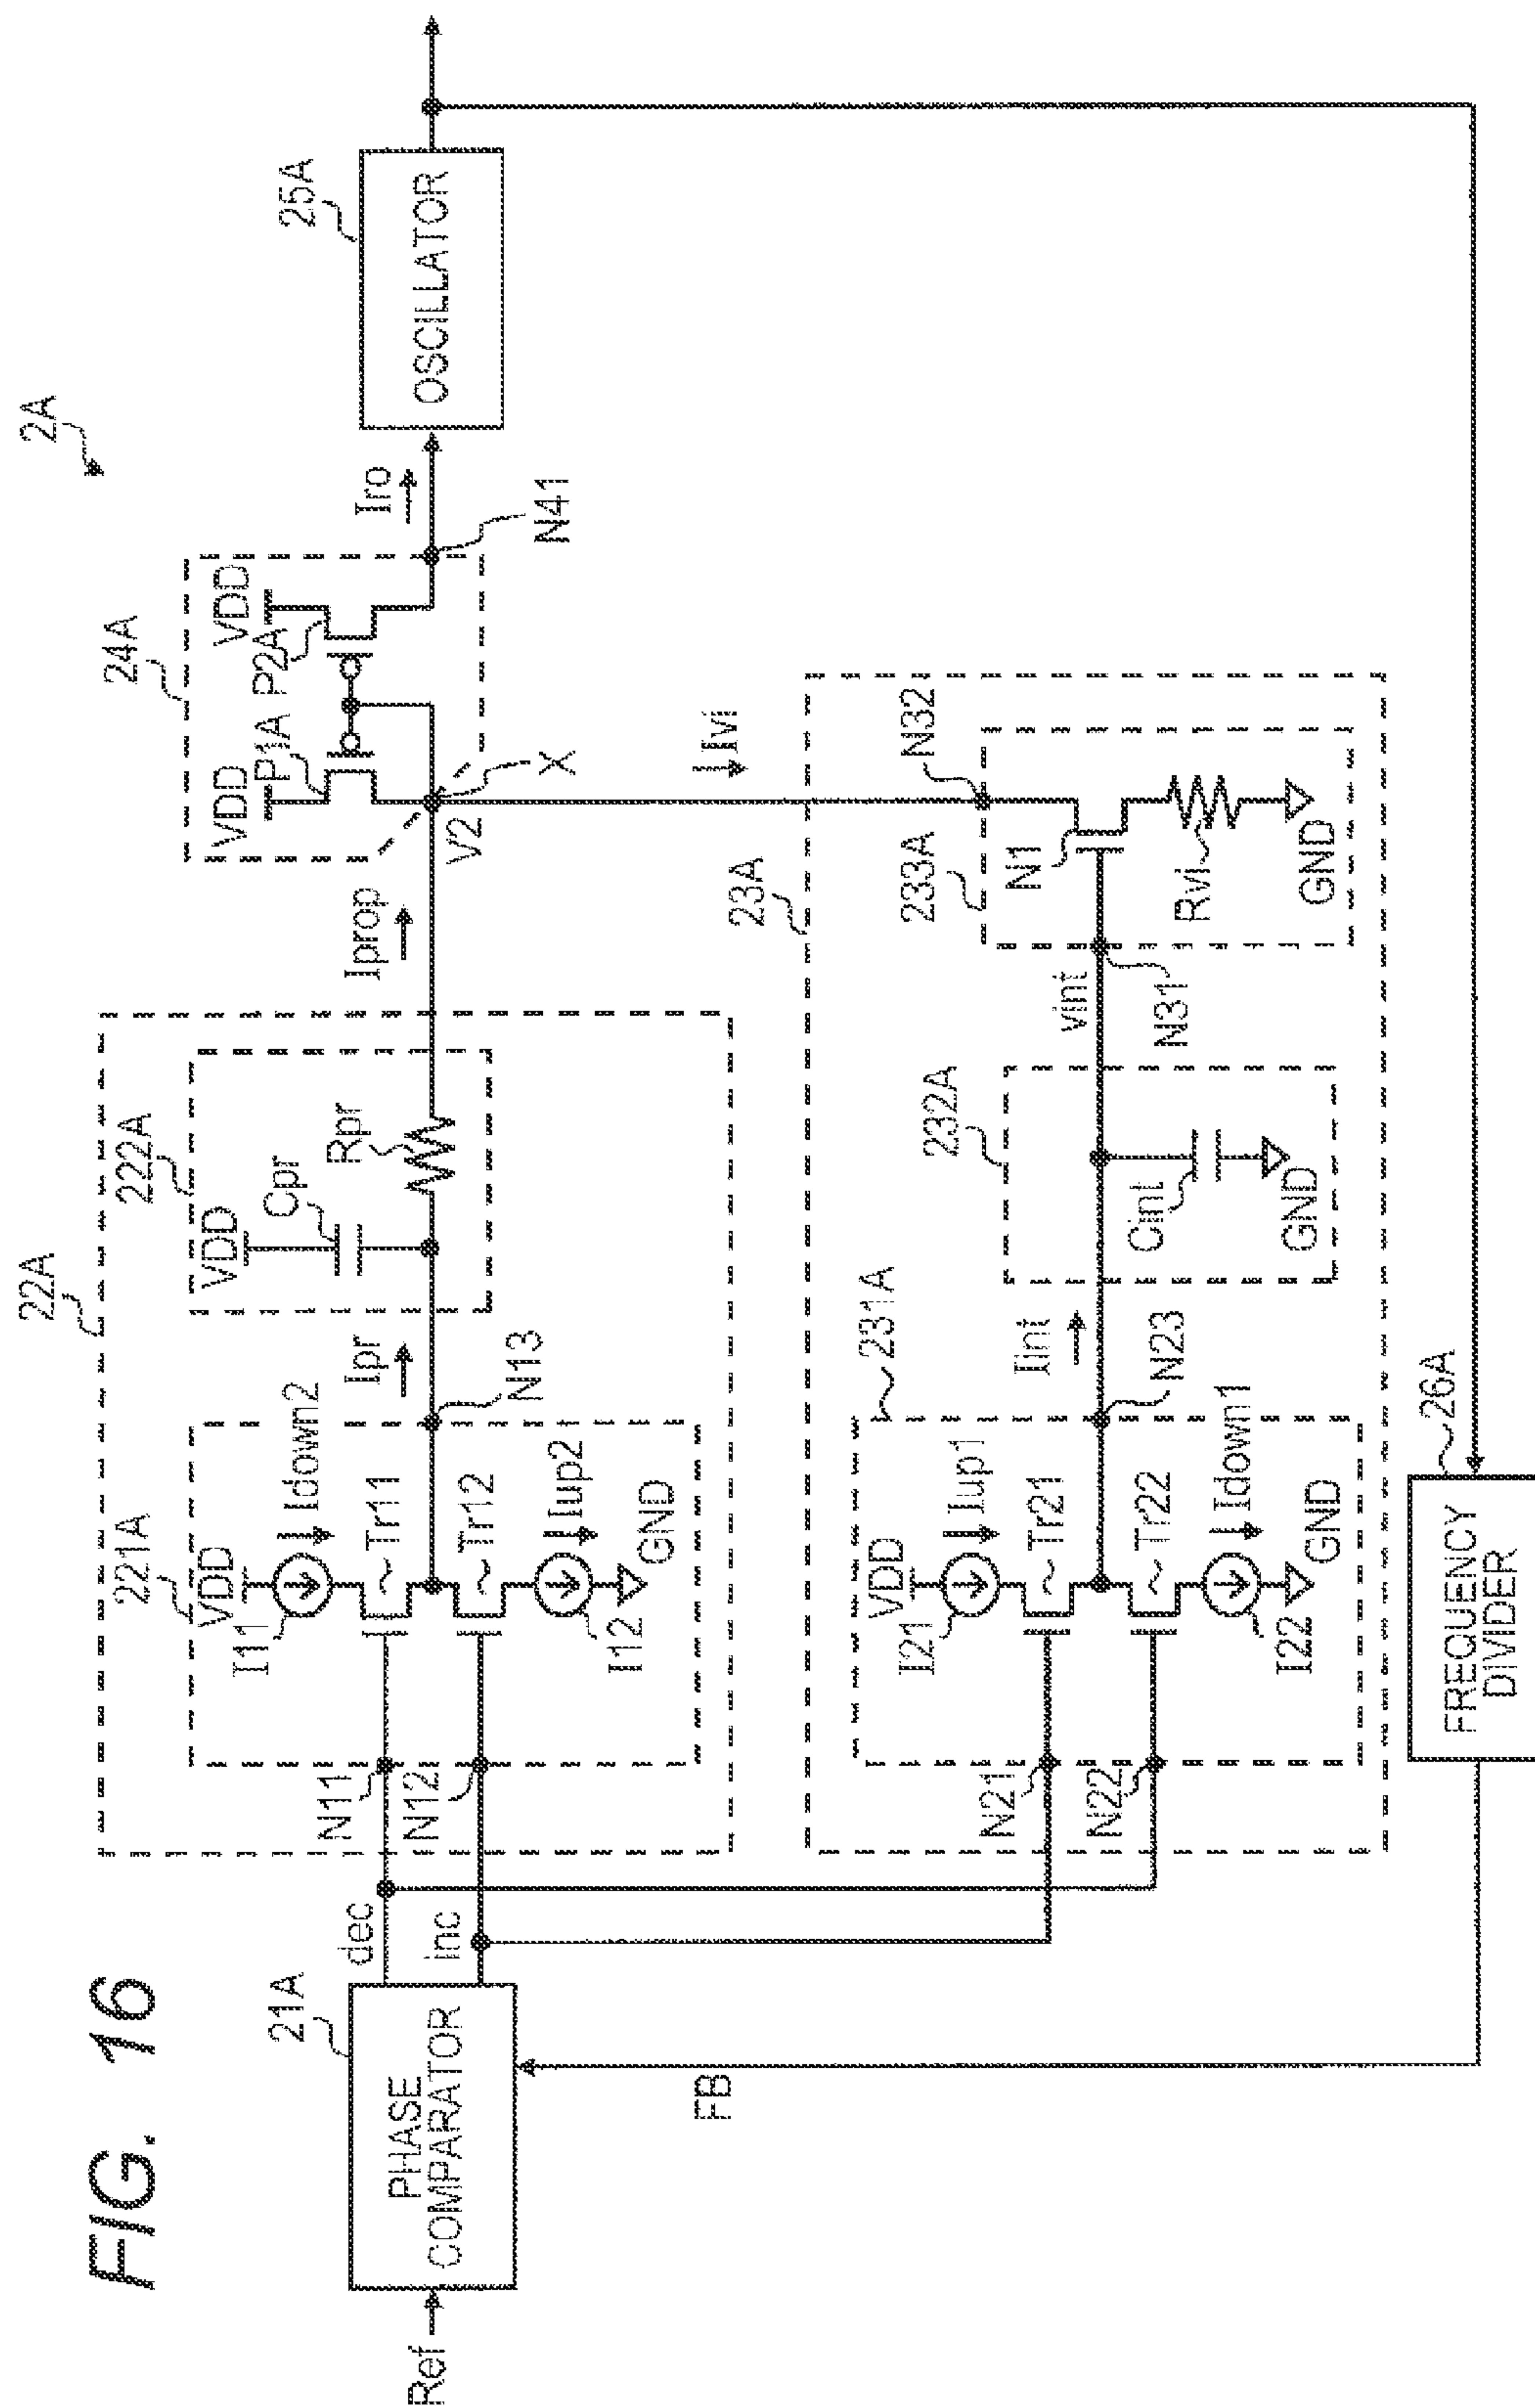 FIG. 16
2A
22A
221A
VDD
I11
Idown2
Tr11
Tr12
Iup2
I12
GND
N11
N12
N13
Ipr
222A
VDD
Cpr
Rpr
Iprop
V2
X
24A
VDD
VDD
P1A
P2A
N41
Iro
25A
OSCILLATOR
Ref
21A
PHASE
COMPARATOR
dec
inc
FB
Ivi
23A
231A
VDD
I21
Iup1
Tr21
Tr22
Idown1
I22
GND
N21
N22
N23
Iint
232A
Cint
GND
vint
N31
233A
N32
N1
Rvi
GND
26A
FREQUENCY
DIVIDER